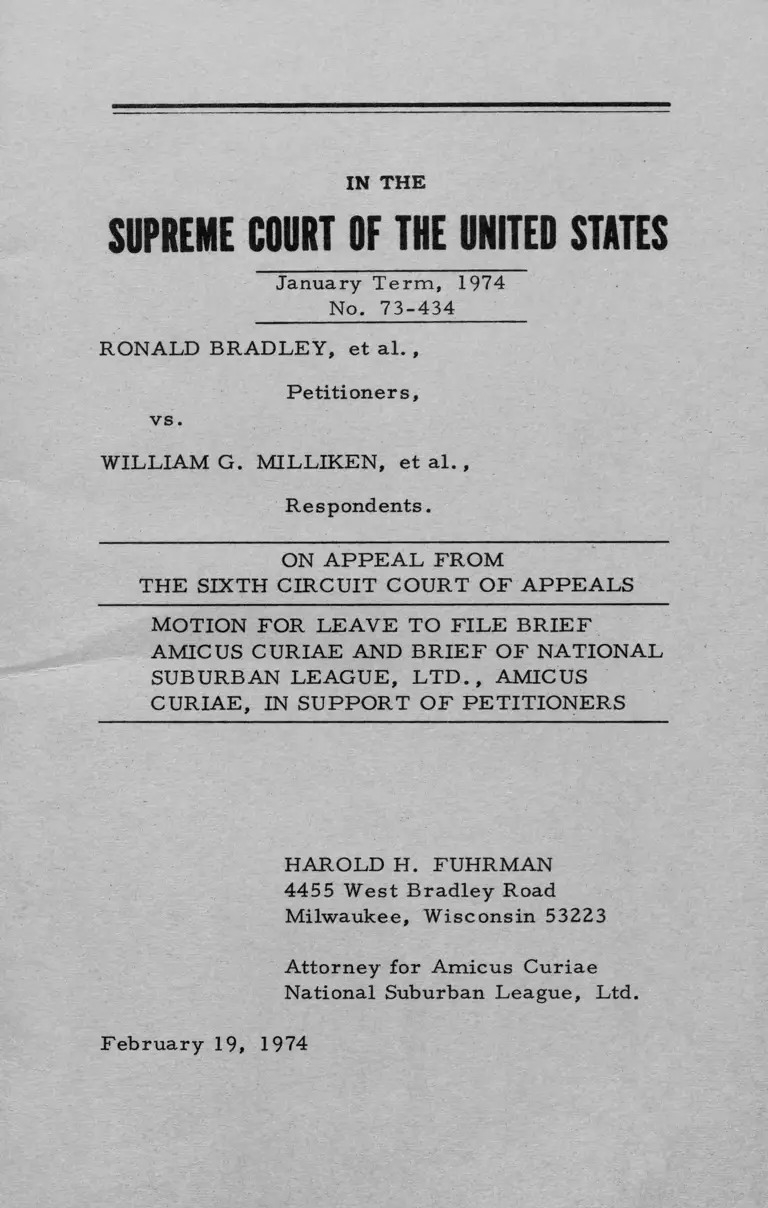 IN THE
SUPREME COURT OF THE UNITED STATES
January Term, 1974
No. 73-434
RONALD BRADLEY, et al.,
Petitioners,
vs.
WILLIAM G. MILLIKEN, et al.,
Respondents.
ON APPEAL FROM
THE SIXTH CIRCUIT COURT OF APPEALS
MOTION FOR LEAVE TO FILE BRIEF
AMICUS CURIAE AND BRIEF OF NATIONAL
SUBURBAN LEAGUE, LTD., AMICUS
CURIAE, IN SUPPORT OF PETITIONERS
HAROLD H. FUHRMAN
4455 West Bradley Road
Milwaukee, Wisconsin 53223
Attorney for Amicus Curiae
National Suburban League, Ltd.
February 19, 1974